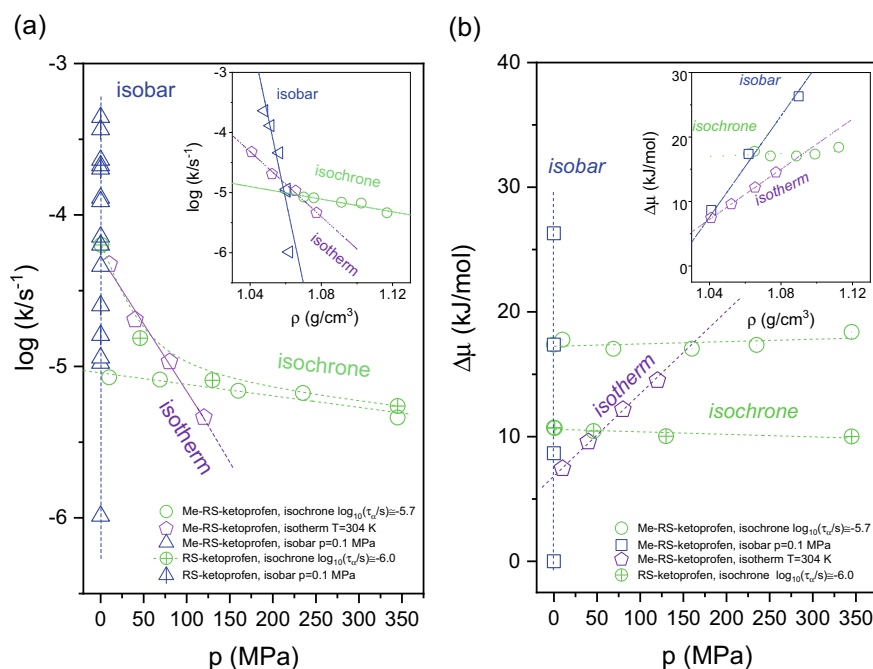 (a)
-3
-4
-5
-6
log (k/s⁻¹)
0 50 100 150 200 250 300 350
p (MPa)
isobar
isochrone
isotherm
-3
-4
-5
-6
log (k/s⁻¹)
1.04 1.08 1.12
ρ (g/cm³)
isobar
isochrone
isotherm
Me-RS-ketoprofen, isochrone log₁₀(τα/s)≅-5.7
Me-RS-ketoprofen, isotherm T=304 K
Me-RS-ketoprofen, isobar p=0.1 MPa
RS-ketoprofen, isochrone log₁₀(τα/s)≅-6.0
RS-ketoprofen, isobar p=0.1 MPa
(b)
40
30
20
10
0
Δμ (kJ/mol)
0 50 100 150 200 250 300 350
p (MPa)
isobar
isotherm
isochrone
30
20
10
0
Δμ (kJ/mol)
1.04 1.08 1.12
ρ (g/cm³)
isobar
isochrone
isotherm
Me-RS-ketoprofen, isochrone log₁₀(τα/s)≅-5.7
Me-RS-ketoprofen, isobar p=0.1 MPa
Me-RS-ketoprofen, isotherm T=304 K
RS-ketoprofen, isochrone log₁₀(τα/s)≅-6.0